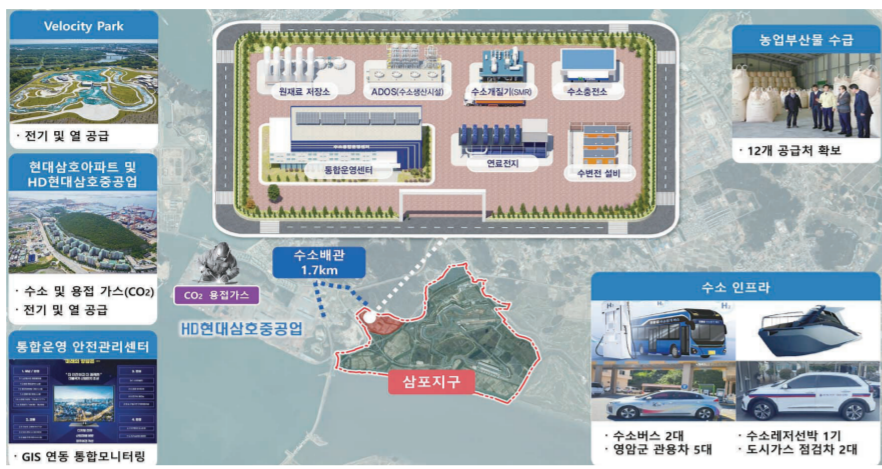 Velocity Park
· 전기 및 열 공급
현대삼호아파트 및
HD현대삼호중공업
· 수소 및 용접 가스(CO₂)
· 전기 및 열 공급
통합운영 안전관리센터
· GIS 연동 통합모니터링
원재료 저장소
ADOS(수소생산시설)
수소개질기(SMR)
수소충전소
통합운영센터
연료전지
수변전 설비
수소배관
1.7km
CO₂ 용접가스
HD현대삼호중공업
삼포지구
농업부산물 수급
· 12개 공급처 확보
수소 인프라
· 수소버스 2대
· 영암군 관용차 5대
· 수소레저선박 1기
· 도시가스 점검차 2대